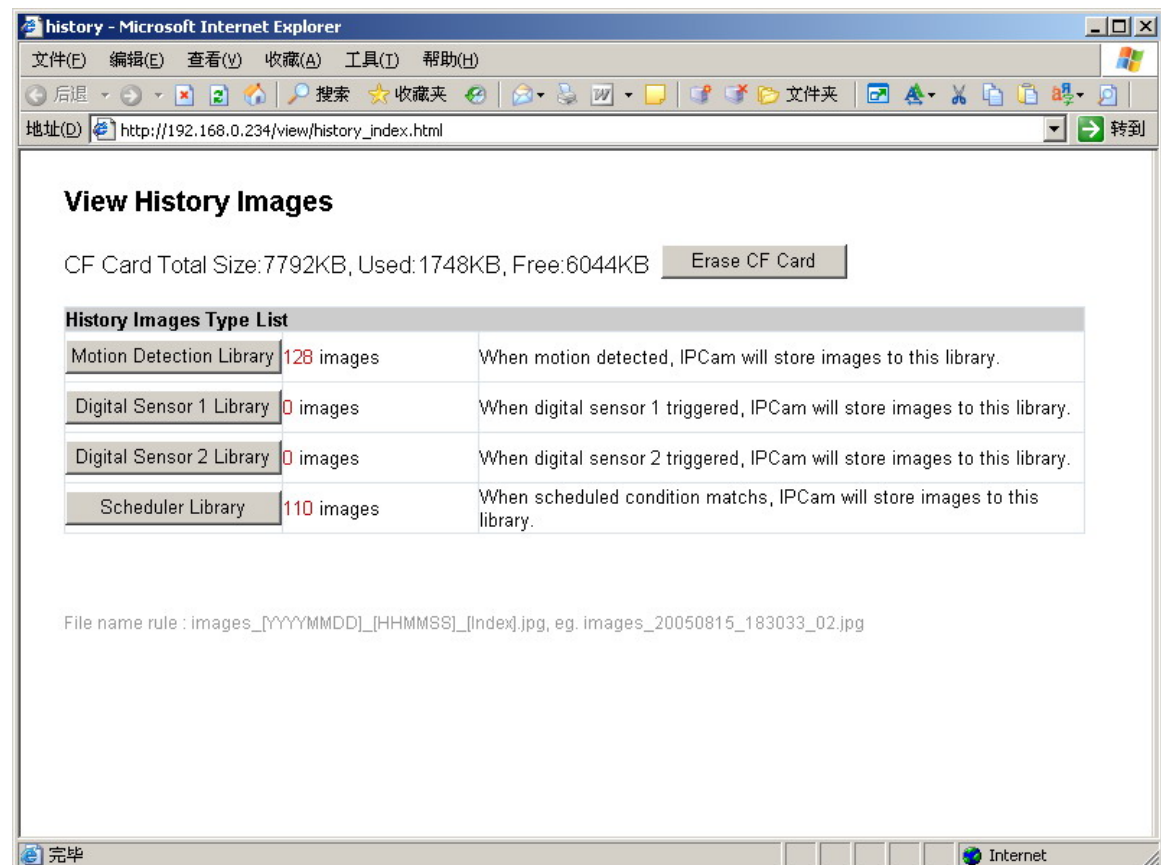 history - Microsoft Internet Explorer
文件(F) 编辑(E) 查看(V) 收藏(A) 工具(T) 帮助(H)
后退 搜索 收藏夹 文件夹
地址(D) http://192.168.0.234/view/history_index.html 转到
View History Images
CF Card Total Size:7792KB, Used:1748KB, Free:6044KB Erase CF Card
History Images Type List
Motion Detection Library 128 images When motion detected, IPCam will store images to this library.
Digital Sensor 1 Library 0 images When digital sensor 1 triggered, IPCam will store images to this library.
Digital Sensor 2 Library 0 images When digital sensor 2 triggered, IPCam will store images to this library.
Scheduler Library 110 images When scheduled condition matchs, IPCam will store images to this
library.
File name rule : images_[YYYYMMDD]_[HHMMSS]_[Index].jpg, eg. images_20050815_183033_02.jpg
完毕 Internet